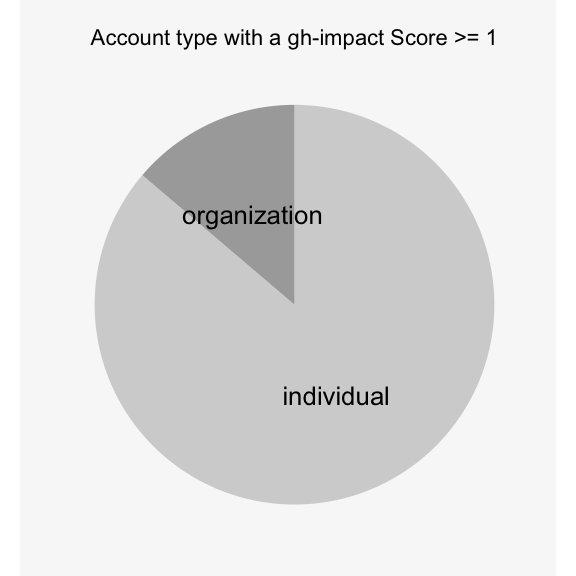 Account type with a gh-impact Score >= 1
organization
individual